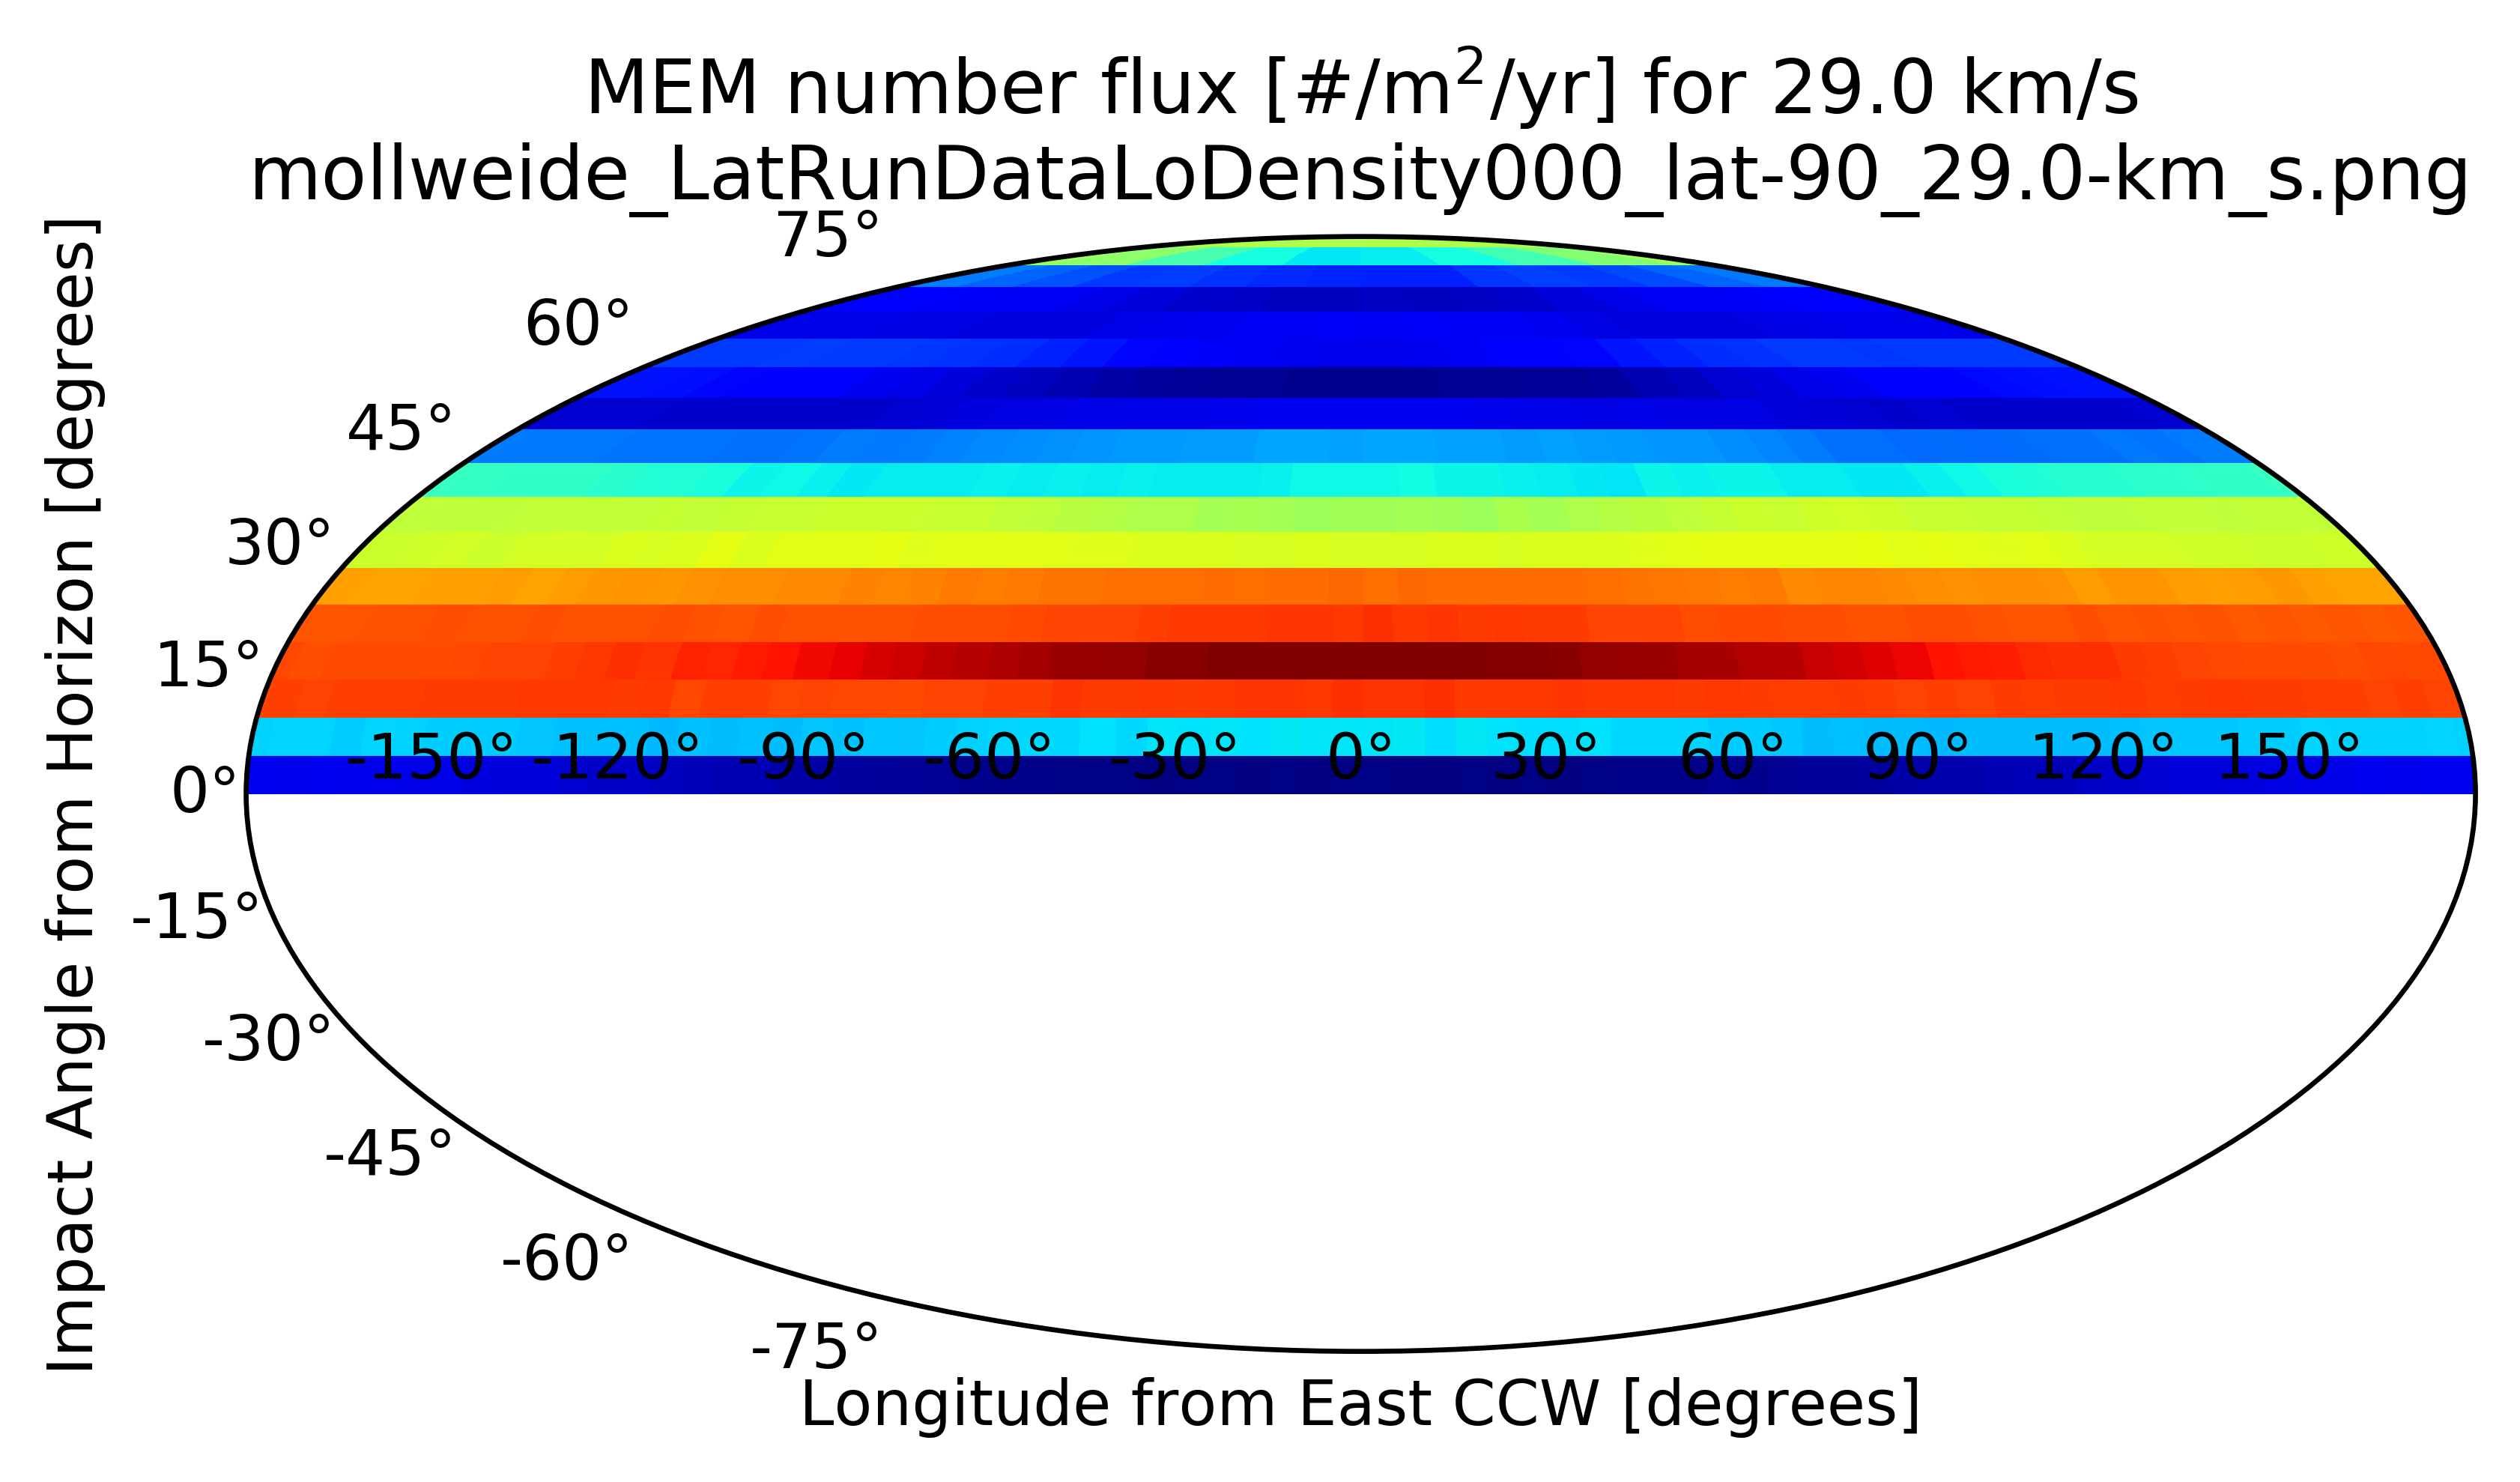 MEM number flux [#/m²/yr] for 29.0 km/s
mollweide_LatRunDataLoDensity000_lat-90_29.0-km_s.png
Impact Angle from Horizon [degrees]
75°
60°
45°
30°
15°
0°
-15°
-30°
-45°
-60°
-75°
-150° -120° -90° -60° -30° 0° 30° 60° 90° 120° 150°
Longitude from East CCW [degrees]